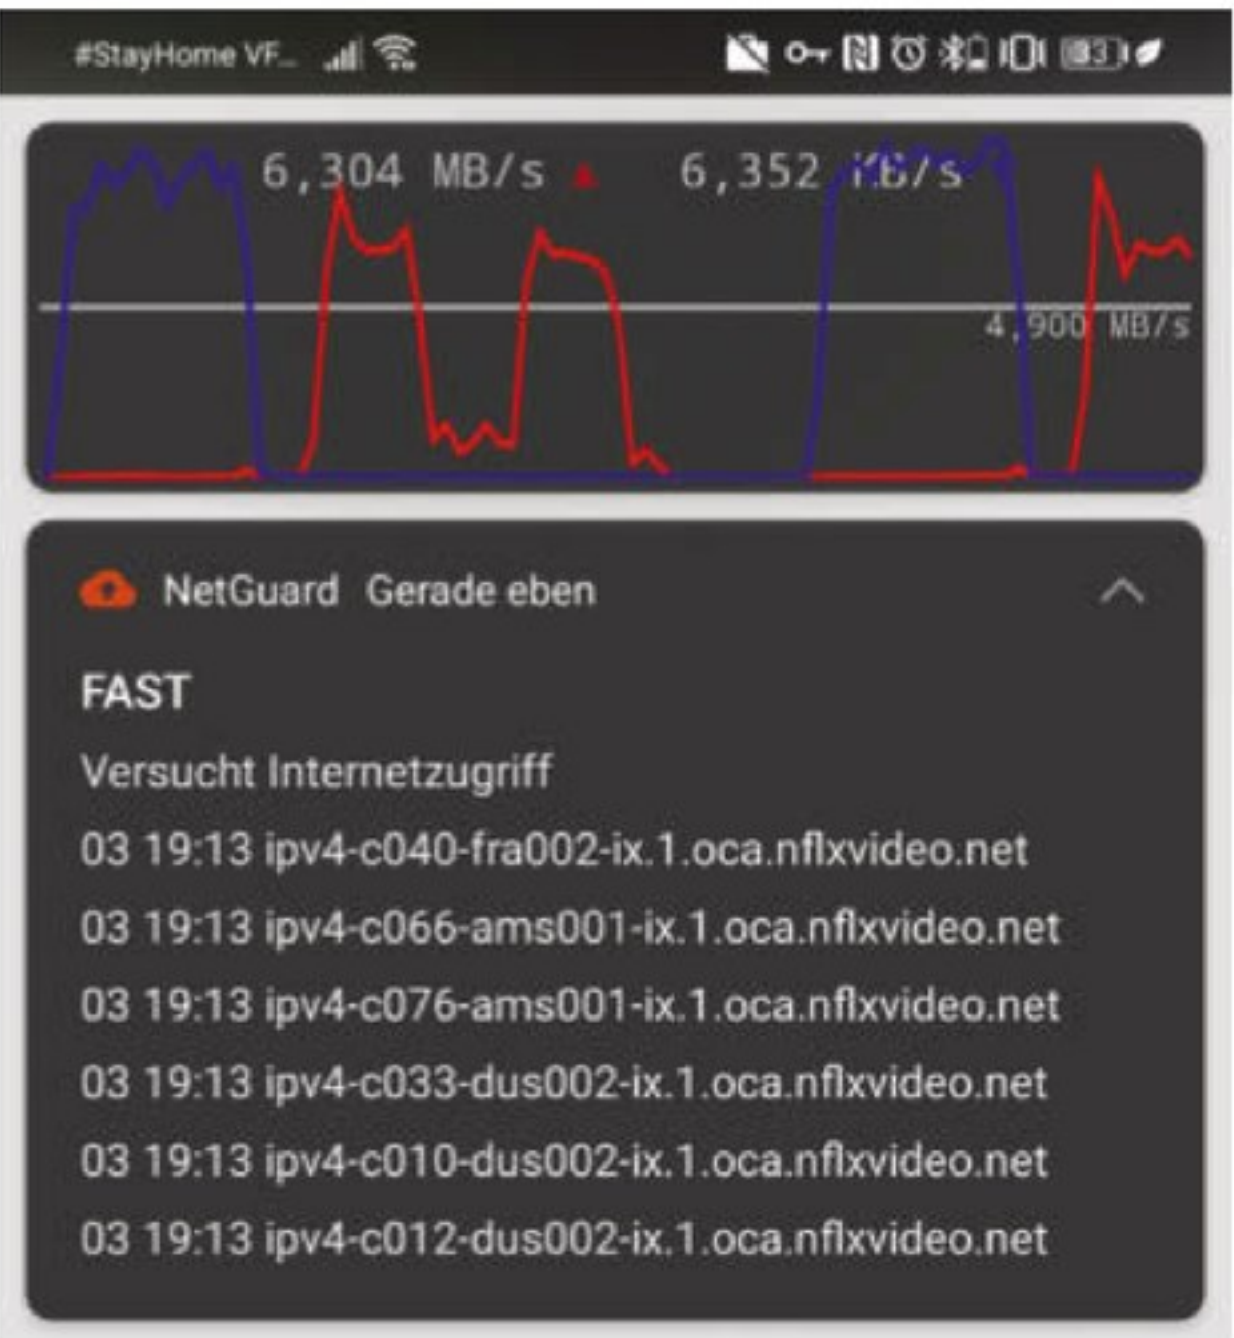 #StayHome VF...
83
6,304 MB/s ▲ 6,352 KB/s
4,900 MB/s
NetGuard Gerade eben
FAST
Versucht Internetzugriff
03 19:13 ipv4-c040-fra002-ix.1.oca.nflxvideo.net
03 19:13 ipv4-c066-ams001-ix.1.oca.nflxvideo.net
03 19:13 ipv4-c076-ams001-ix.1.oca.nflxvideo.net
03 19:13 ipv4-c033-dus002-ix.1.oca.nflxvideo.net
03 19:13 ipv4-c010-dus002-ix.1.oca.nflxvideo.net
03 19:13 ipv4-c012-dus002-ix.1.oca.nflxvideo.net